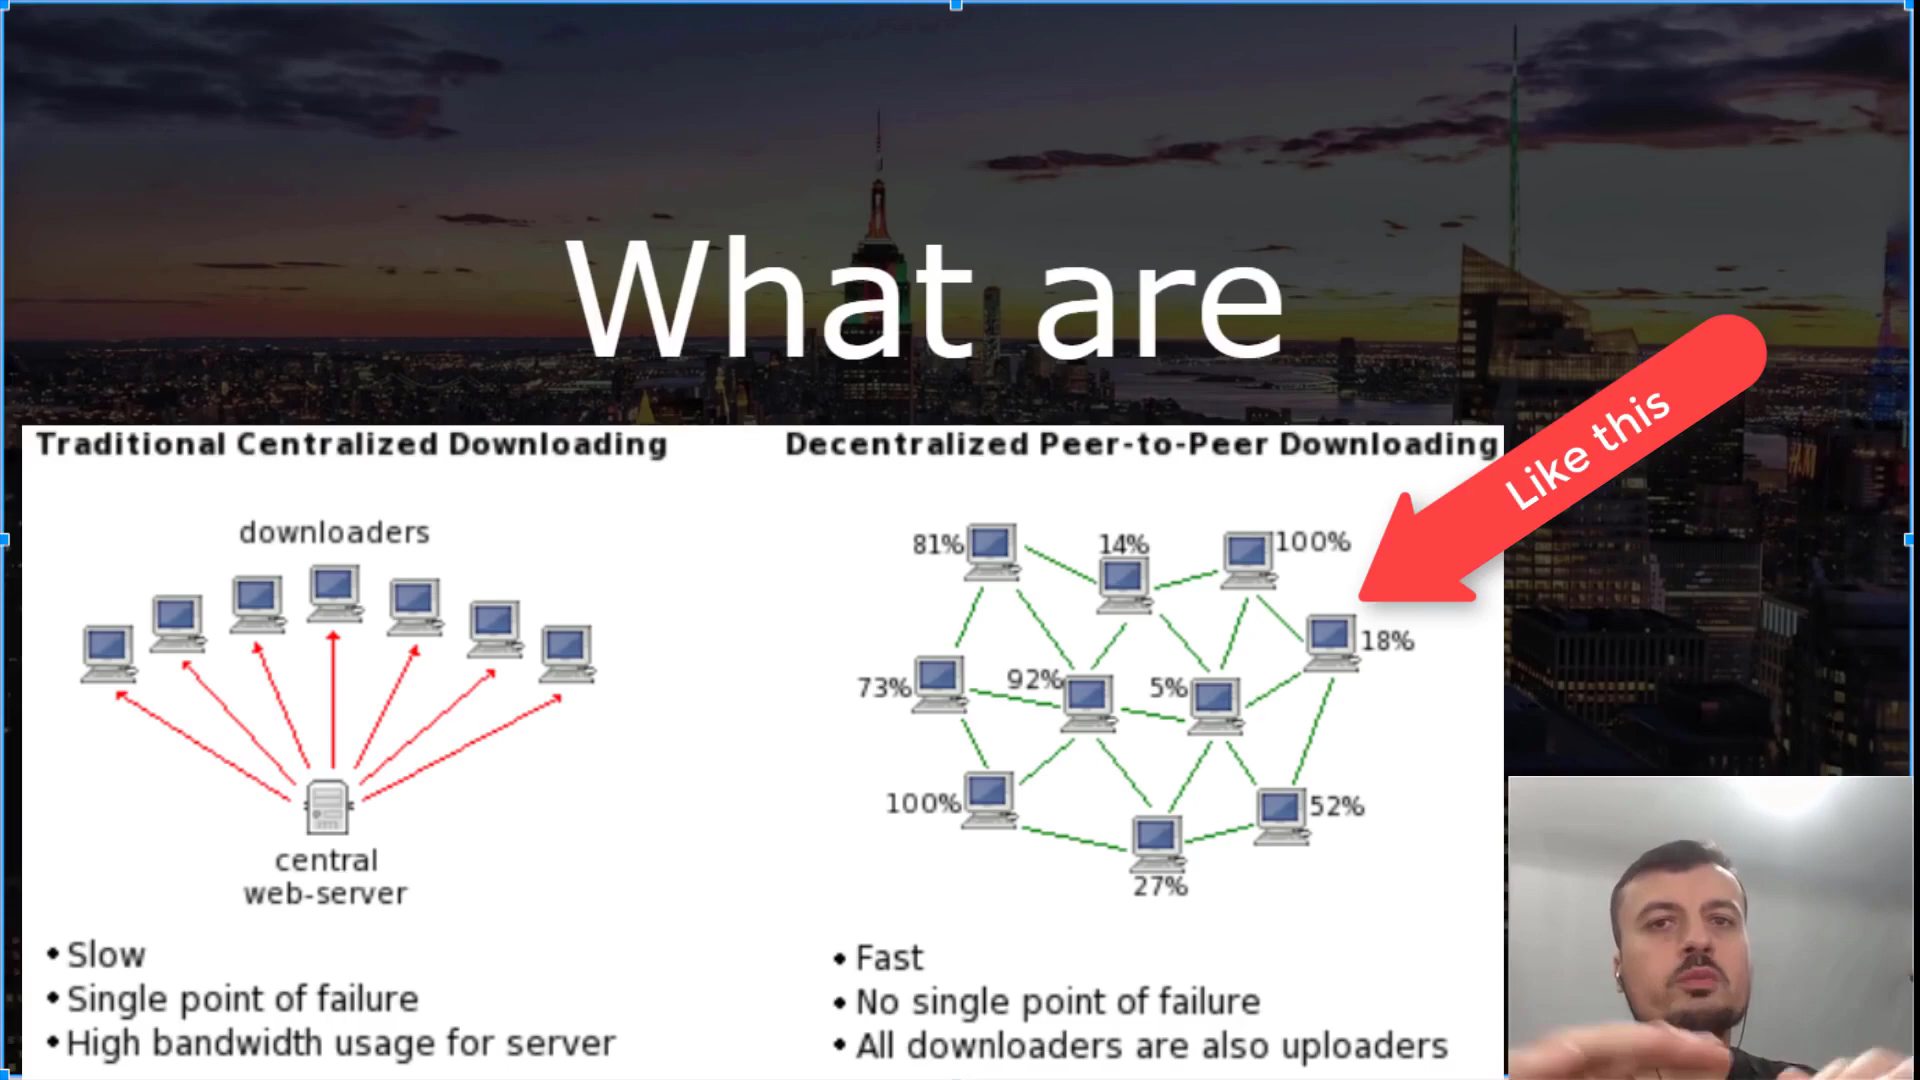 What are
Like this
Traditional Centralized Downloading
downloaders
central
web-server
• Slow
• Single point of failure
• High bandwidth usage for server
Decentralized Peer-to-Peer Downloading
81%
14%
100%
18%
73%
92%
5%
100%
52%
27%
• Fast
• No single point of failure
• All downloaders are also uploaders